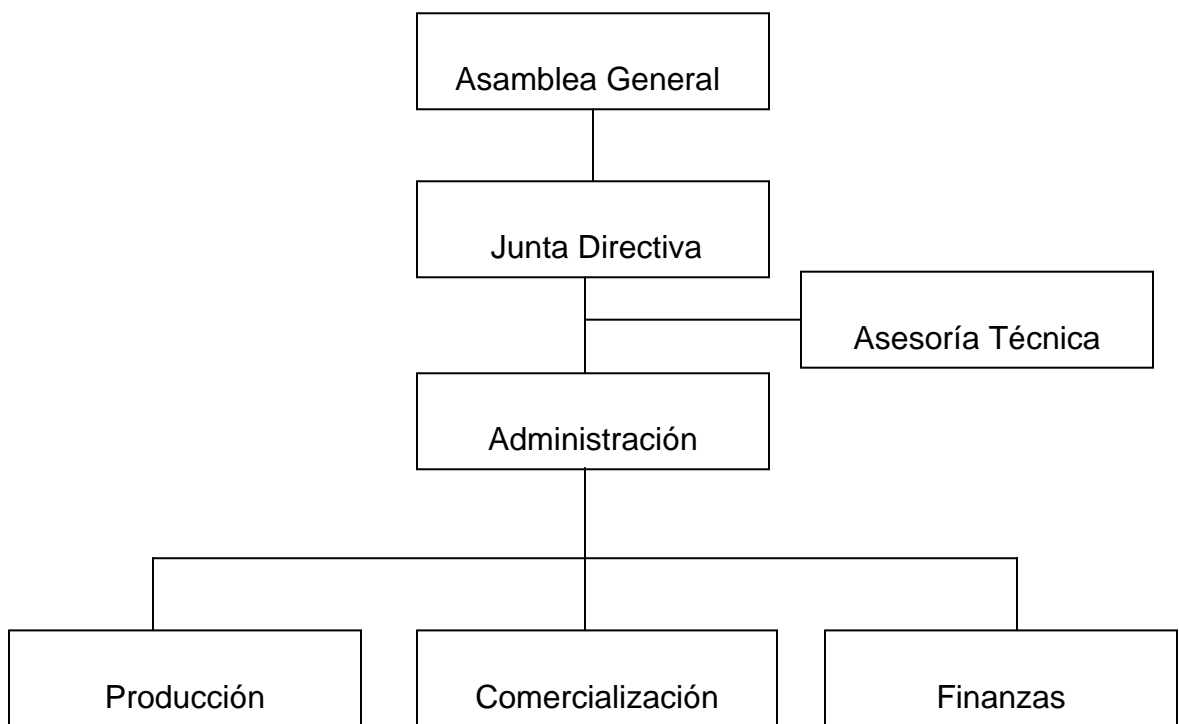 Asamblea General
Junta Directiva
Asesoría Técnica
Administración
Producción
Comercialización
Finanzas